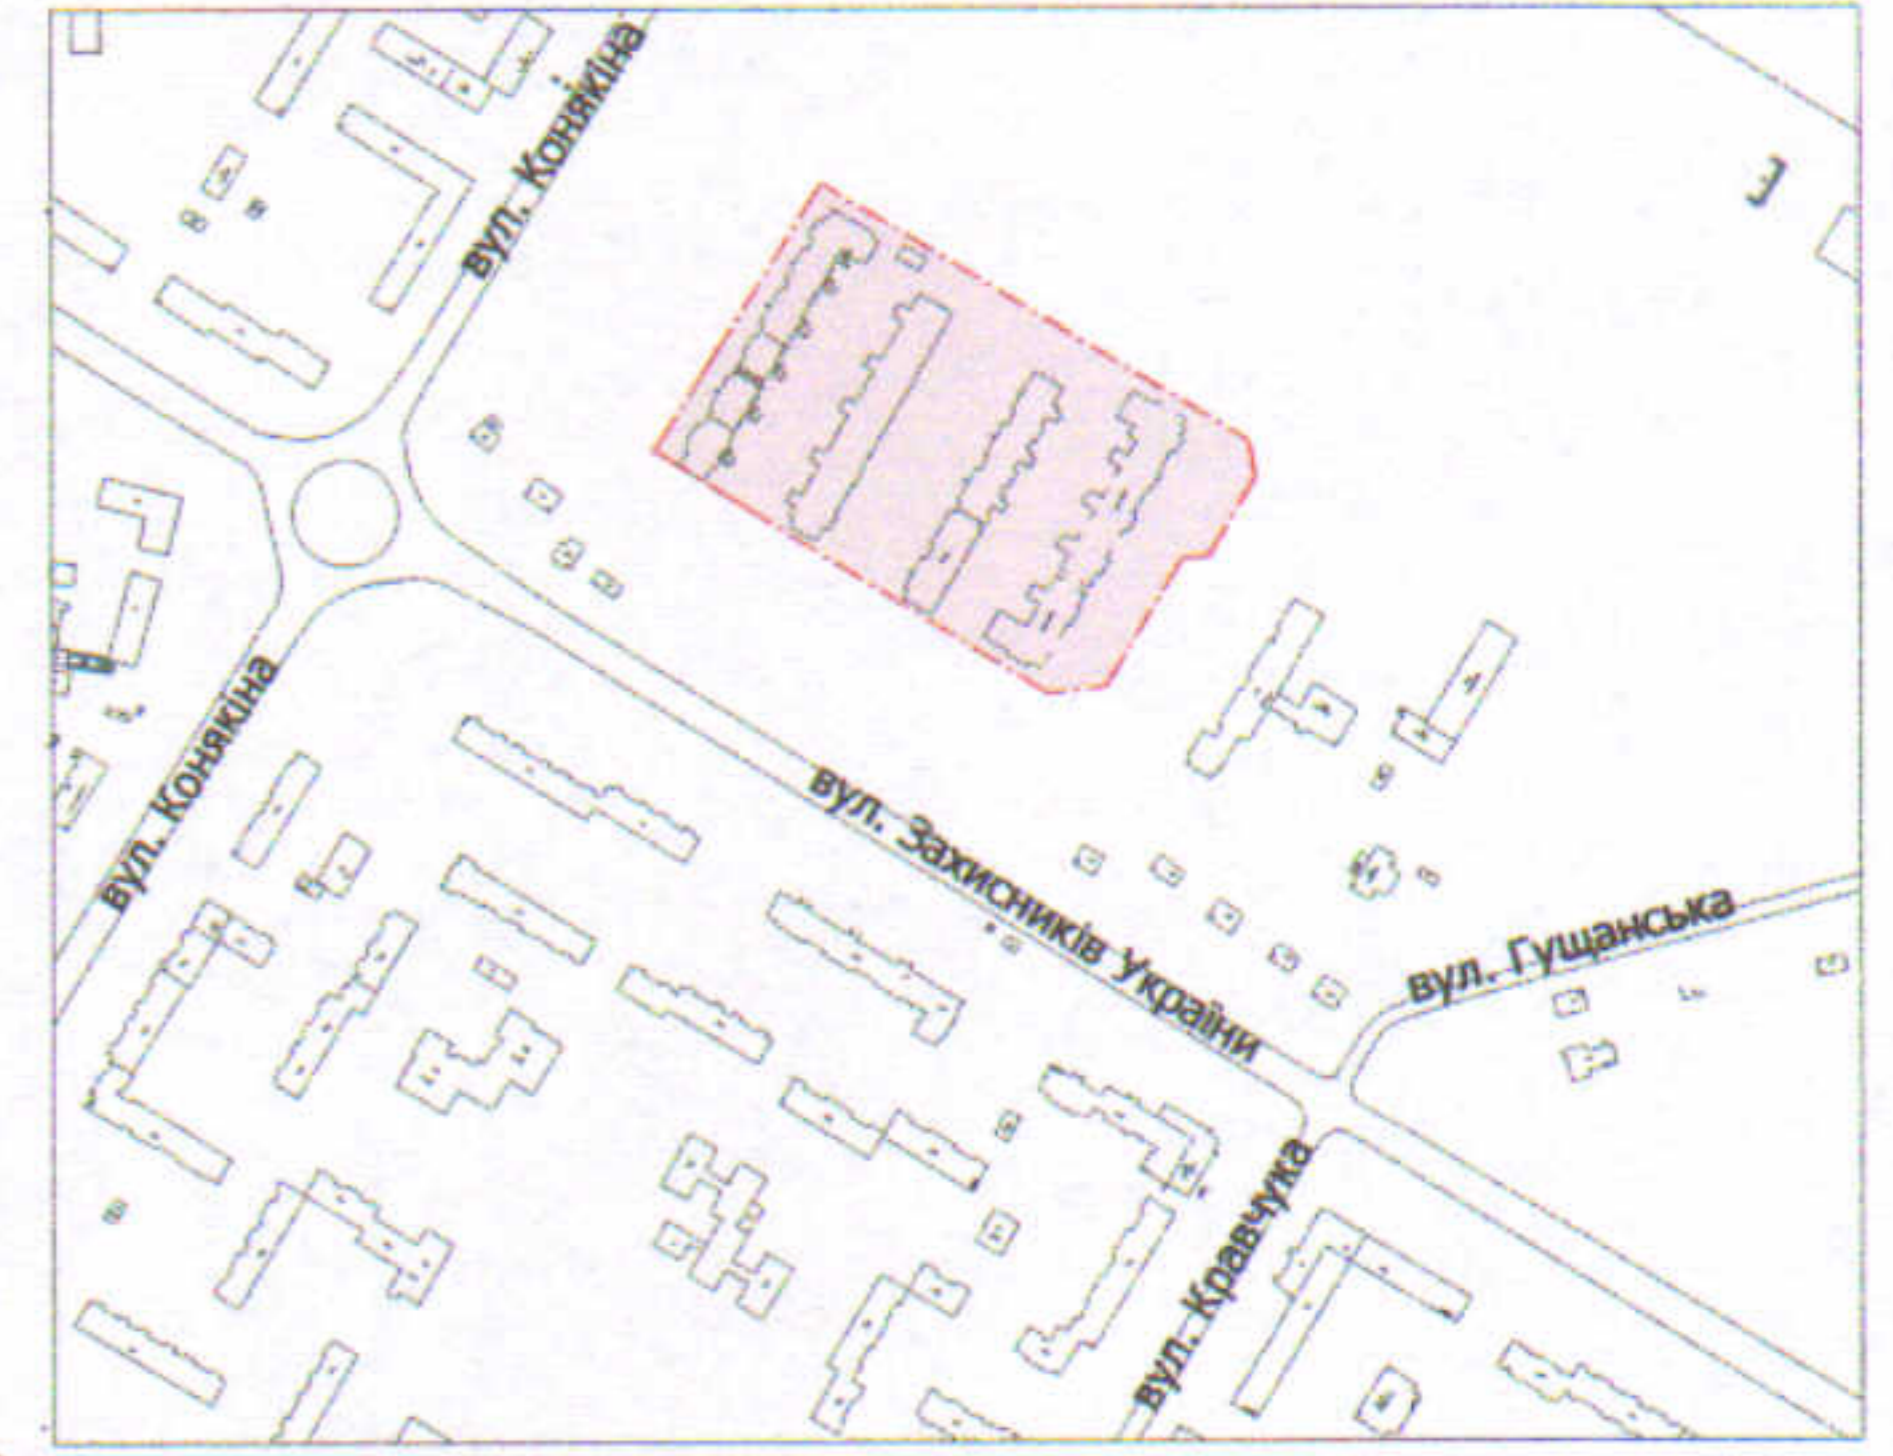 вул. Конякіна
вул. Конякіна
вул. Захисників України
вул. Гущанська
вул. Кравчука